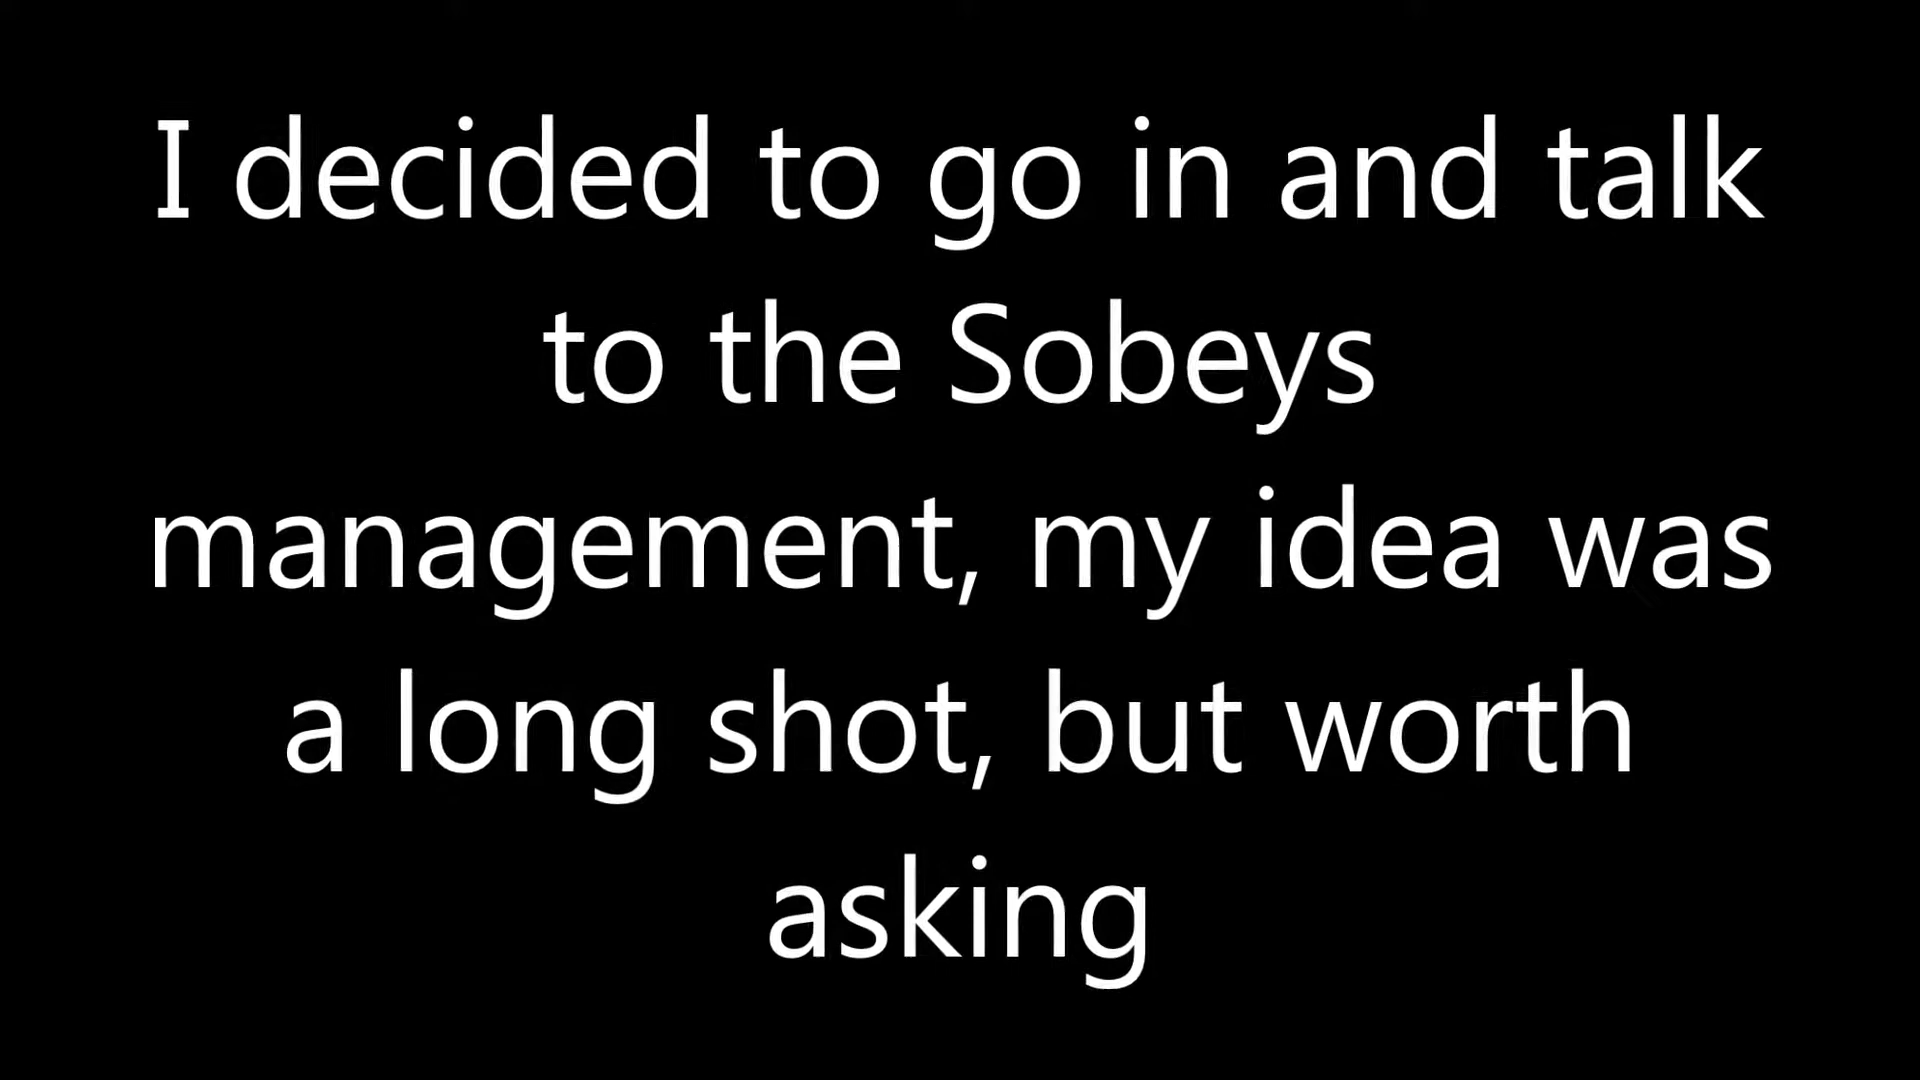 I decided to go in and talk
to the Sobeys
management, my idea was
a long shot, but worth
asking